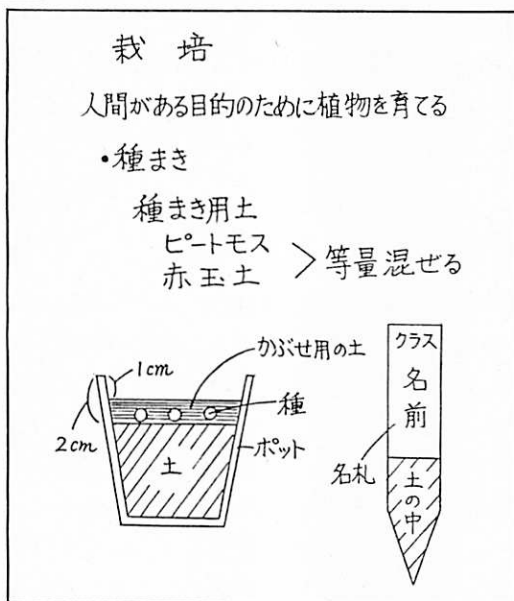 栽培
人間がある目的のために植物を育てる
・種まき
種まき用土
ピートモス
赤玉土
＞等量混ぜる
かぶせ用の土
1cm
2cm
種
土
ポット
クラス
名前
名札
土の中